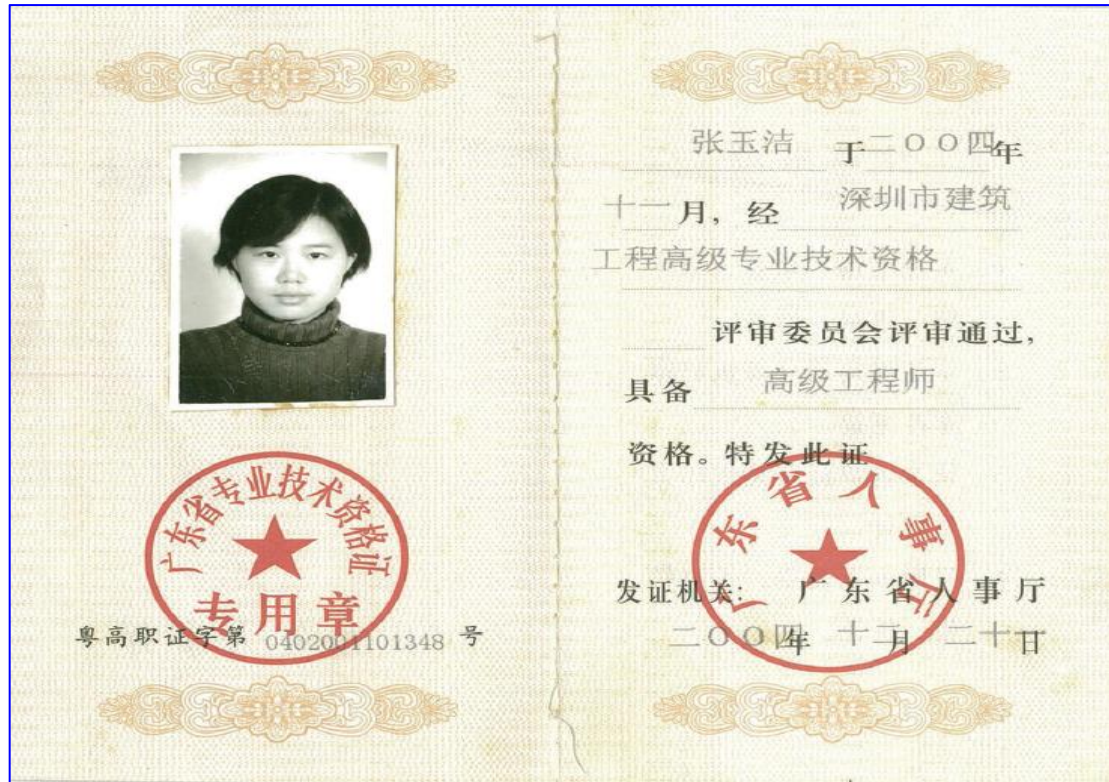 广东省专业技术资格证
专用章
粤高职证字第 0402001101348 号
张玉洁 于二〇〇四年
十一月，经 深圳市建筑
工程高级专业技术资格
评审委员会评审通过，
具备 高级工程师
资格。特发此证
广东省人事厅
发证机关： 广东省人事厅
二〇〇四年 十二月 二十一日